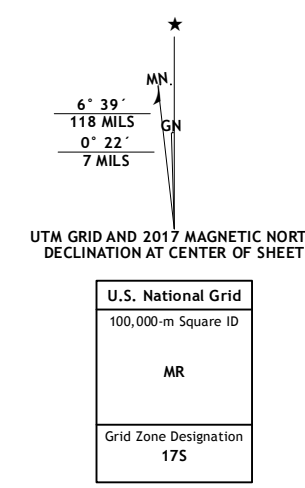 ★
MN
6° 39´
118 MILS
GN
0° 22´
7 MILS
UTM GRID AND 2017 MAGNETIC NORT
DECLINATION AT CENTER OF SHEET
U.S. National Grid
100,000-m Square ID
MR
Grid Zone Designation
17S